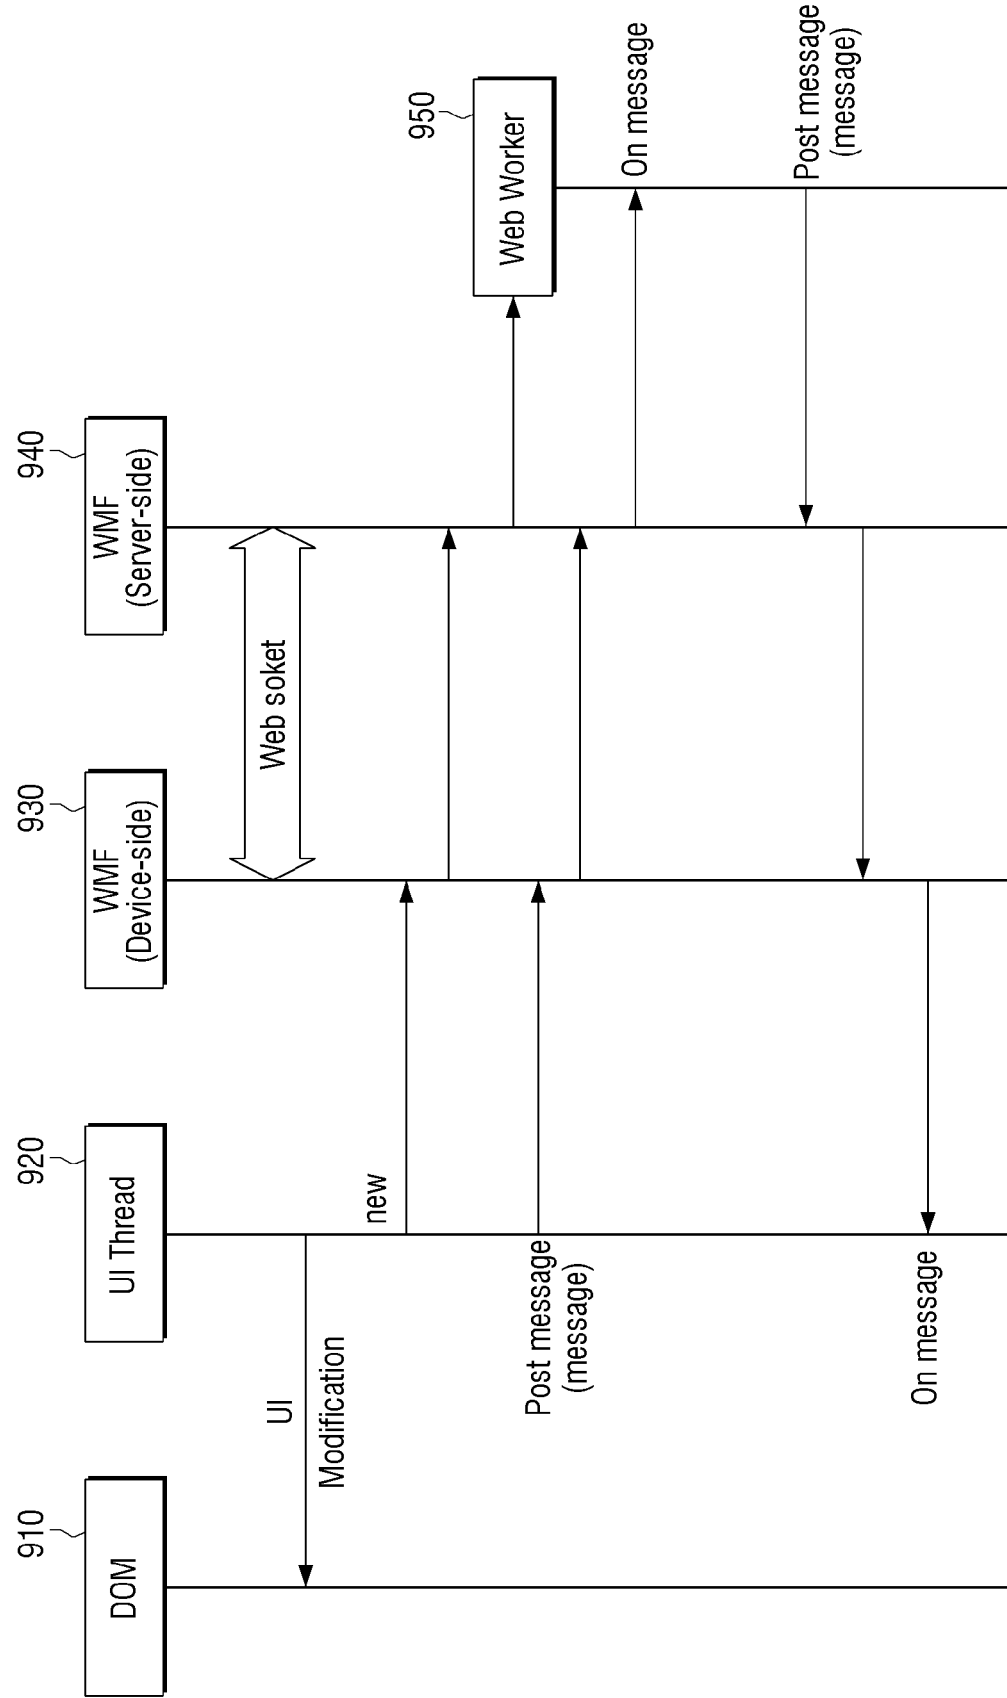 910
DOM
920
UI Thread
930
WMF
(Device-side)
940
WMF
(Server-side)
950
Web Worker
Web soket
UI
Modification
new
Post message
(message)
On message
Post message
(message)
On message